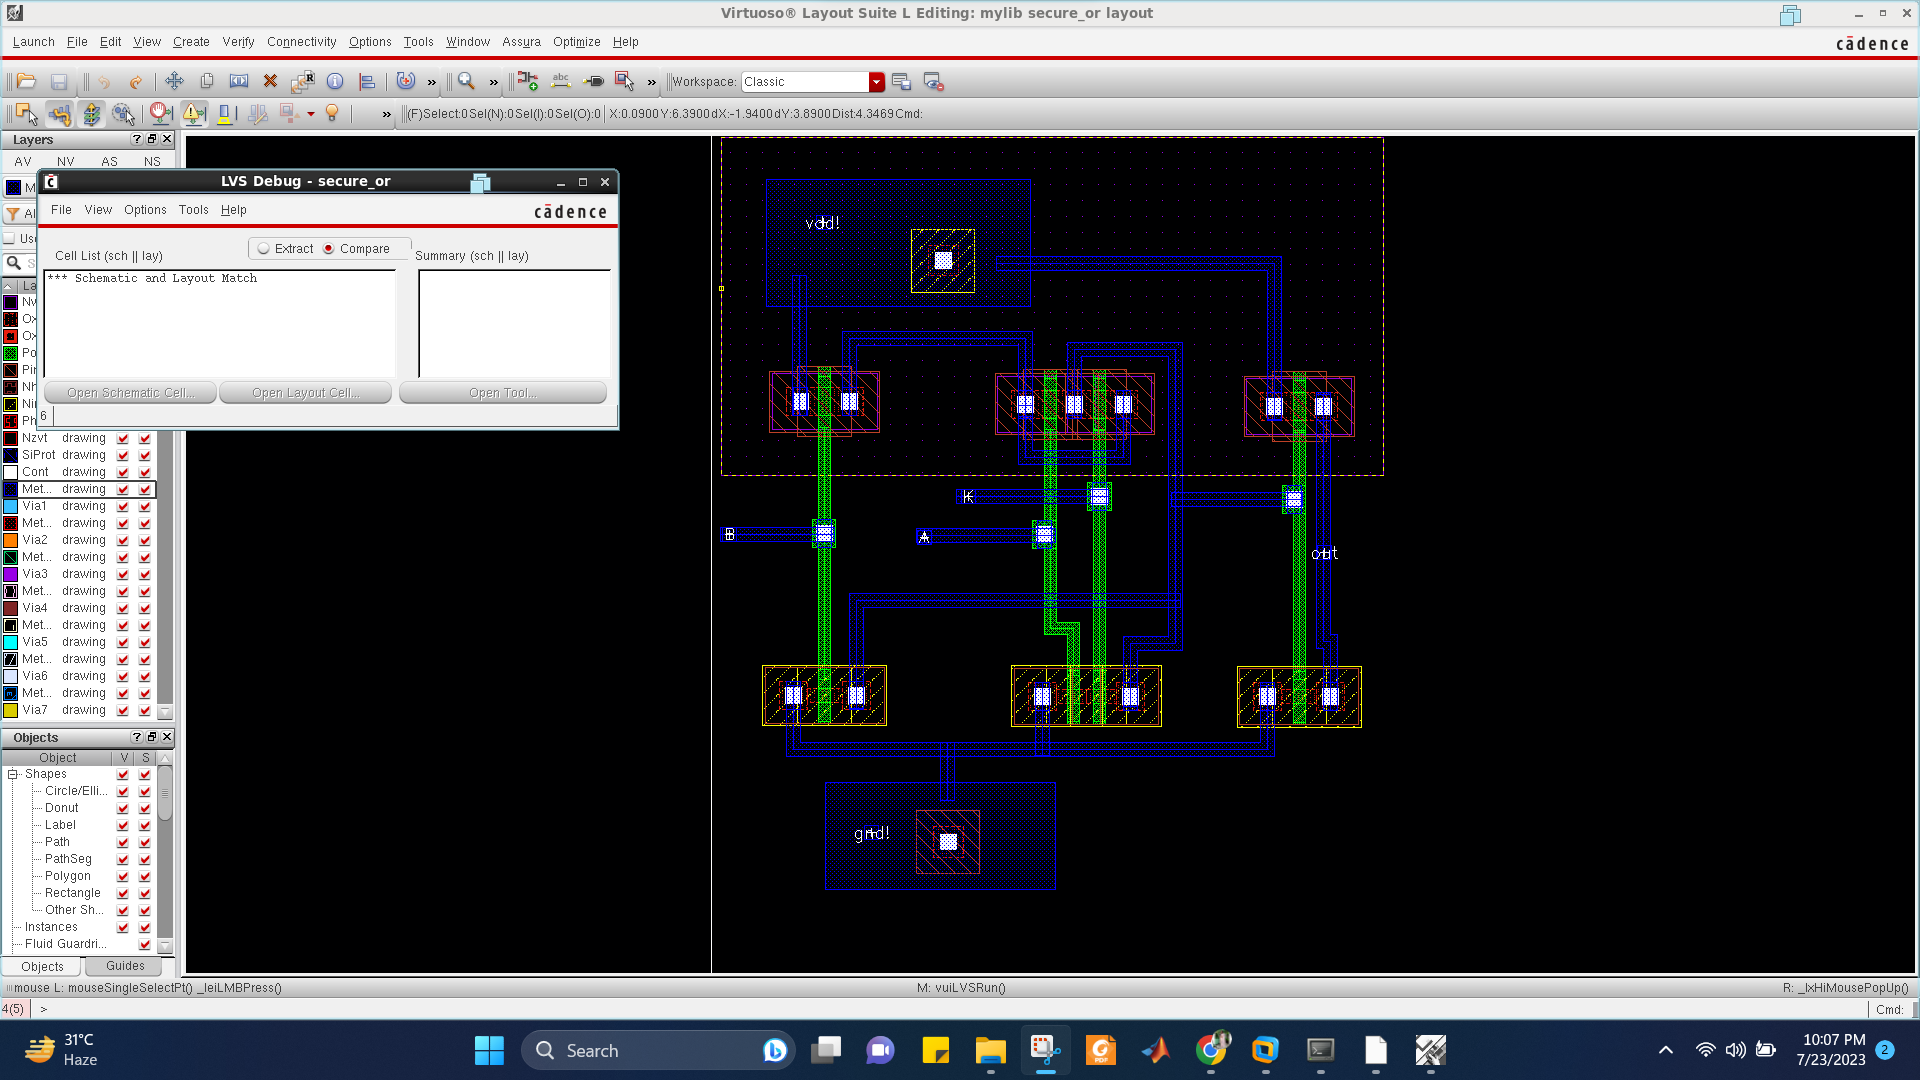 Virtuoso® Layout Suite L Editing: mylib secure_or layout
Launch File Edit View Create Verify Connectivity Options Tools Window Assura Optimize Help
cādence
Workspace: Classic
(F)Select:0 Sel(N):0 Sel(I):0 Sel(O):0 X:0.0900 Y:6.3900 dX:-1.9400 dY:3.8900 Dist:4.3469 Cmd:
Layers
AV NV AS NS
LVS Debug - secure_or
File View Options Tools Help
cādence
Extract Compare
Cell List (sch || lay) Summary (sch || lay)
*** Schematic and Layout Match
Open Schematic Cell... Open Layout Cell... Open Tool...
6
Nzvt drawing
SiProt drawing
Cont drawing
Met... drawing
Via1 drawing
Met... drawing
Via2 drawing
Met... drawing
Via3 drawing
Met... drawing
Via4 drawing
Met... drawing
Via5 drawing
Met... drawing
Via6 drawing
Met... drawing
Via7 drawing
vdd!
K
B
A
out
gnd!
Objects
Object V S
Shapes
Circle/Elli...
Donut
Label
Path
PathSeg
Polygon
Rectangle
Other Sh...
Instances
Fluid Guardri...
Objects Guides
mouse L: mouseSingleSelectPt() _leiLMBPress() M: vuiLVSRun() R: _lxHiMousePopUp()
4(5) > Cmd:
31°C
Haze
Search
10:07 PM
7/23/2023
2